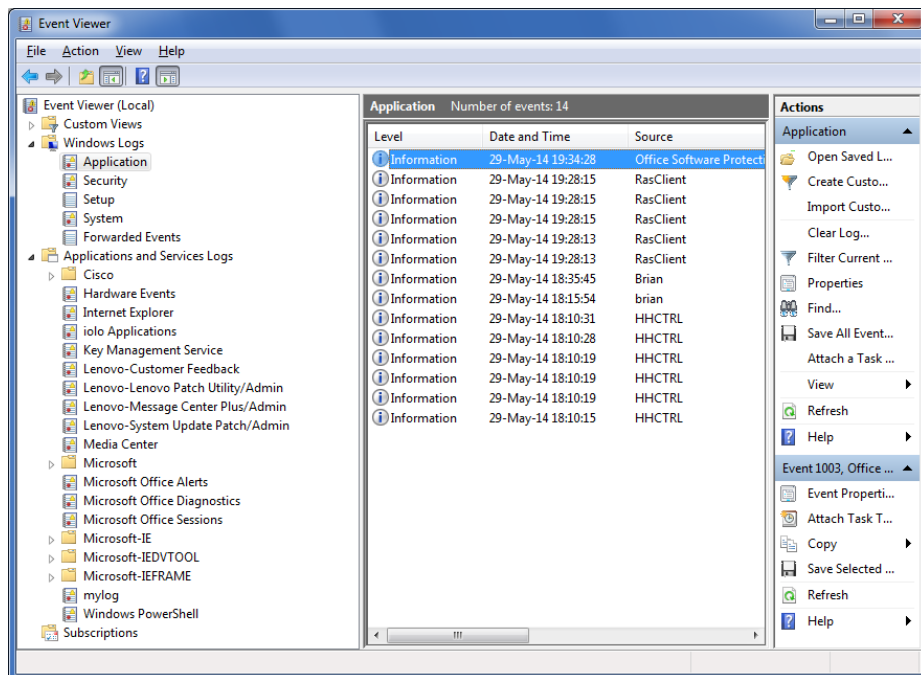 Event Viewer
File Action View Help
Event Viewer (Local)
Custom Views
Windows Logs
Application
Security
Setup
System
Forwarded Events
Applications and Services Logs
Cisco
Hardware Events
Internet Explorer
iolo Applications
Key Management Service
Lenovo-Customer Feedback
Lenovo-Lenovo Patch Utility/Admin
Lenovo-Message Center Plus/Admin
Lenovo-System Update Patch/Admin
Media Center
Microsoft
Microsoft Office Alerts
Microsoft Office Diagnostics
Microsoft Office Sessions
Microsoft-IE
Microsoft-IEDVTOOL
Microsoft-IEFRAME
mylog
Windows PowerShell
Subscriptions
Application Number of events: 14
Level Date and Time Source
Information 29-May-14 19:34:28 Office Software Protecti
Information 29-May-14 19:28:15 RasClient
Information 29-May-14 19:28:15 RasClient
Information 29-May-14 19:28:15 RasClient
Information 29-May-14 19:28:13 RasClient
Information 29-May-14 19:28:13 RasClient
Information 29-May-14 18:35:45 Brian
Information 29-May-14 18:15:54 brian
Information 29-May-14 18:10:31 HHCTRL
Information 29-May-14 18:10:28 HHCTRL
Information 29-May-14 18:10:19 HHCTRL
Information 29-May-14 18:10:19 HHCTRL
Information 29-May-14 18:10:19 HHCTRL
Information 29-May-14 18:10:15 HHCTRL
Actions
Application
Open Saved L...
Create Custo...
Import Custo...
Clear Log...
Filter Current ...
Properties
Find...
Save All Event...
Attach a Task ...
View
Refresh
Help
Event 1003, Office ...
Event Properti...
Attach Task T...
Copy
Save Selected ...
Refresh
Help